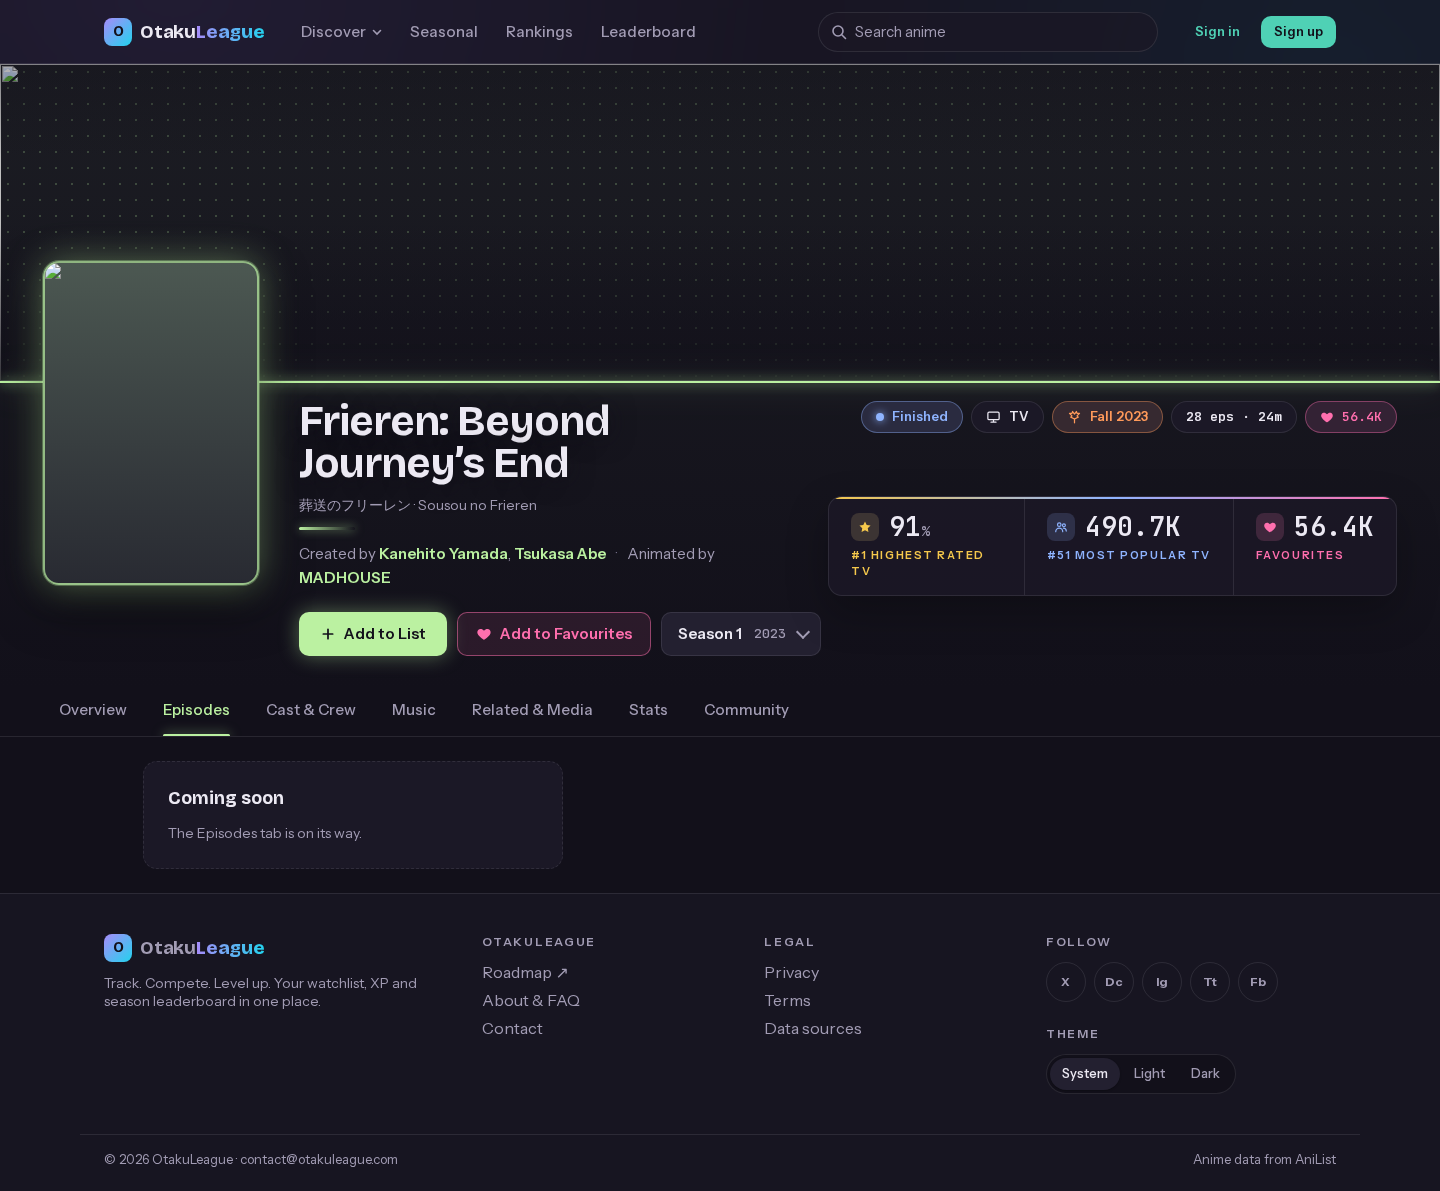 O OtakuLeague Discover Seasonal Rankings Leaderboard Search anime Sign in Sign up
Frieren: Beyond
Journey’s End
葬送のフリーレン · Sousou no Frieren
Created by Kanehito Yamada, Tsukasa Abe · Animated by
MADHOUSE
Add to List Add to Favourites Season 1 2023
Finished TV Fall 2023 28 eps · 24m 56.4K
91% 490.7K 56.4K
#1 HIGHEST RATED
TV
#51 MOST POPULAR TV
FAVOURITES
Overview Episodes Cast & Crew Music Related & Media Stats Community
Coming soon
The Episodes tab is on its way.
O OtakuLeague
Track. Compete. Level up. Your watchlist, XP and
season leaderboard in one place.
OTAKULEAGUE
Roadmap ↗
About & FAQ
Contact
LEGAL
Privacy
Terms
Data sources
FOLLOW
X Dc Ig Tt Fb
THEME
System Light Dark
© 2026 OtakuLeague · contact@otakuleague.com
Anime data from AniList